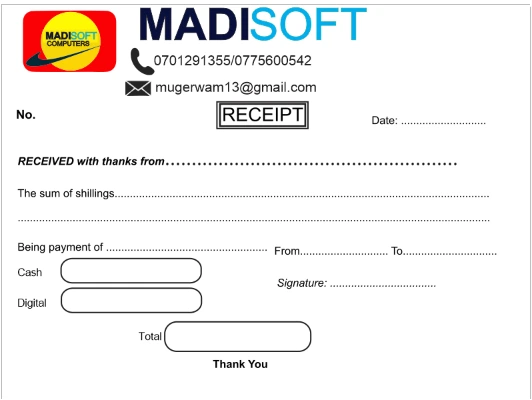 MADISOFT
MADISOFT
COMPUTERS
0701291355/0775600542
mugerwam13@gmail.com
No.
RECEIPT
Date: ............................
RECEIVED with thanks from.......................................................
The sum of shillings............................................................................................................................
............................................................................................................................................................
Being payment of ..................................................... From............................. To...............................
Cash
Signature: ...................................
Digital
Total
Thank You